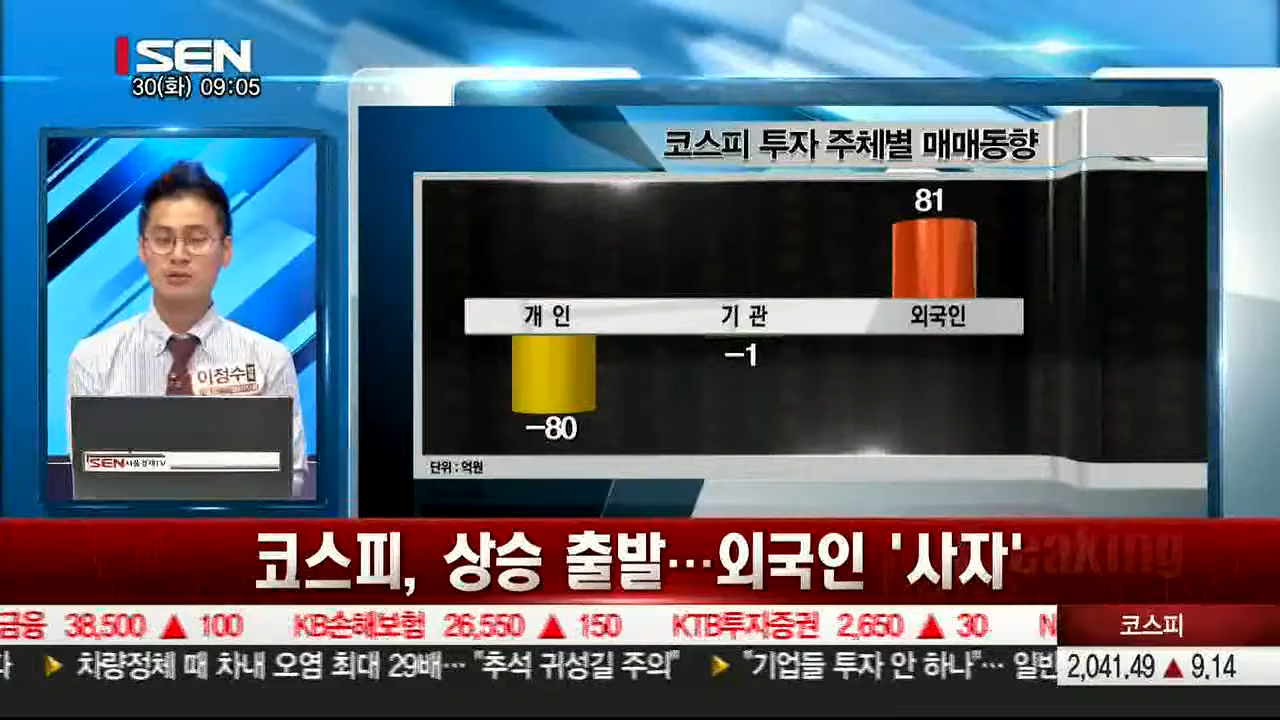 SEN
30(화) 09:05
코스피 투자 주체별 매매동향
81
개인 기관 외국인
-1
-80
단위 : 억원
이정수
SEN 서울경제TV
코스피, 상승 출발…외국인 '사자'
금융 38,500 ▲ 100 KB손해보험 26,550 ▲ 150 KTB투자증권 2,650 ▲ 30 N
코스피
차량정체 때 차내 오염 최대 29배… "추석 귀성길 주의" "기업들 투자 안 하나"… 일반
2,041.49 ▲ 9.14